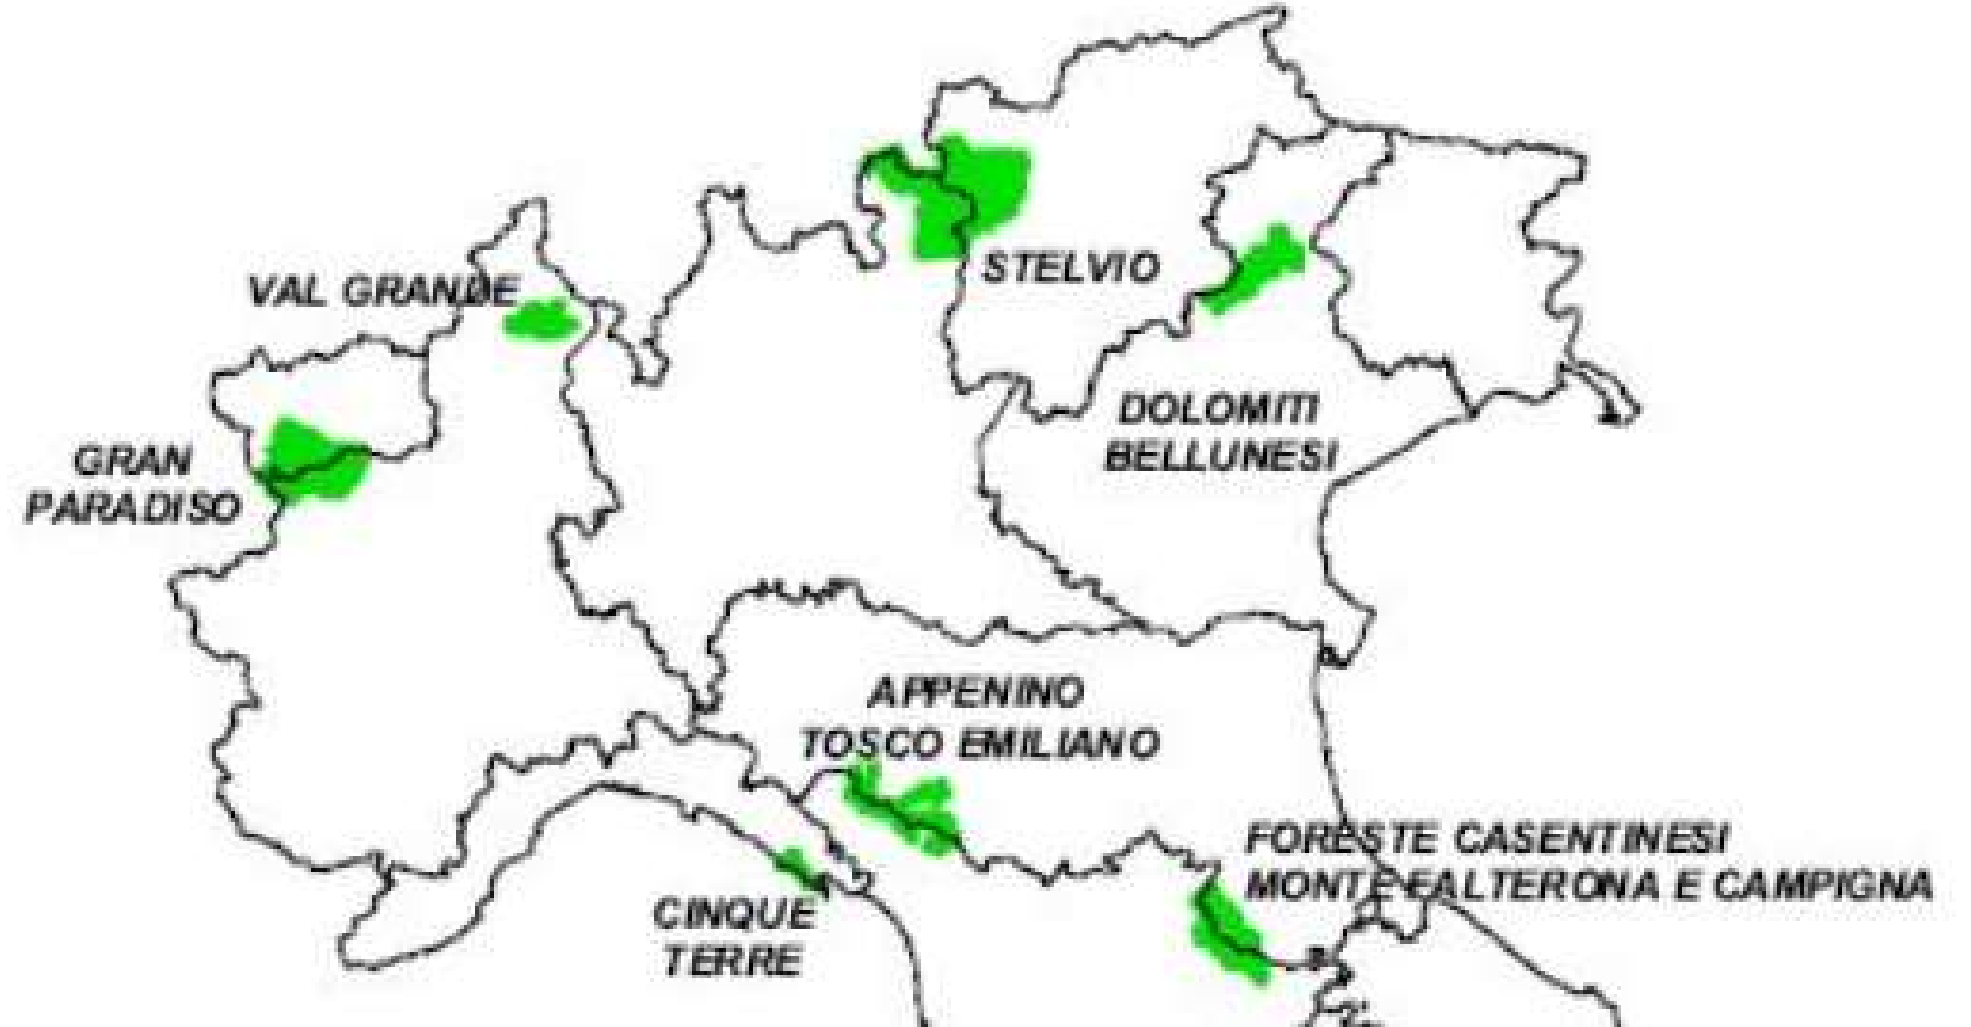 VAL GRANDE
STELVIO
GRAN
PARADISO
DOLOMITI
BELLUNESI
APPENINO
TOSCO EMILIANO
FORESTE CASENTINESI
MONTE FALTERONA E CAMPIGNA
CINQUE
TERRE